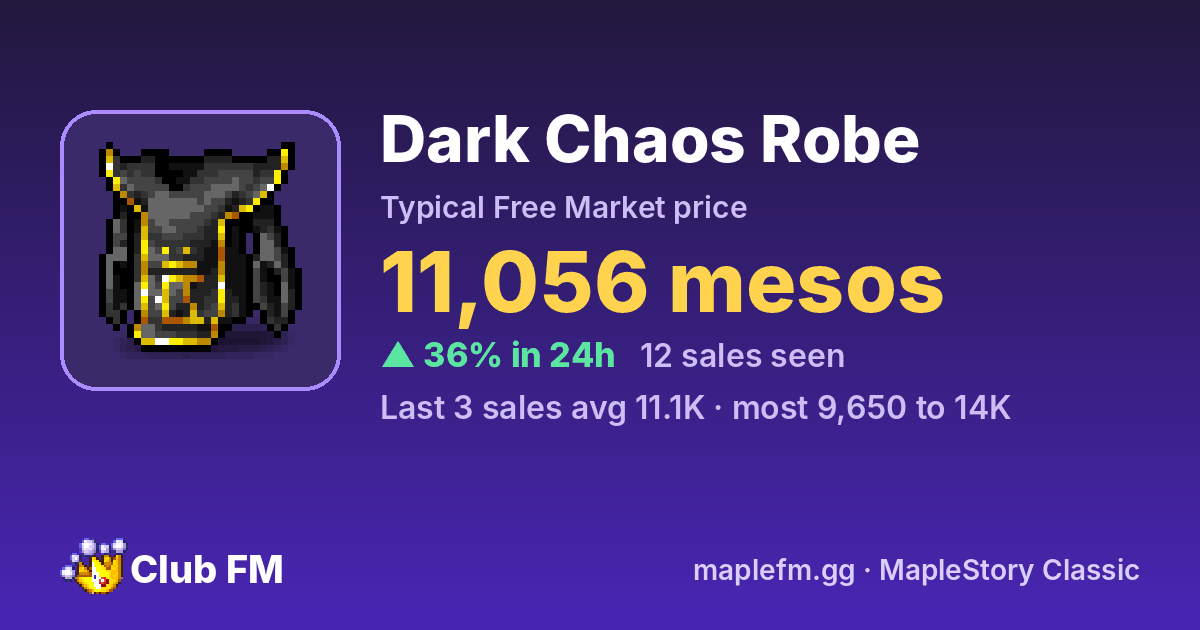 Dark Chaos Robe
Typical Free Market price
11,056 mesos
▲ 36% in 24h 12 sales seen
Last 3 sales avg 11.1K · most 9,650 to 14K
Club FM
maplefm.gg · MapleStory Classic